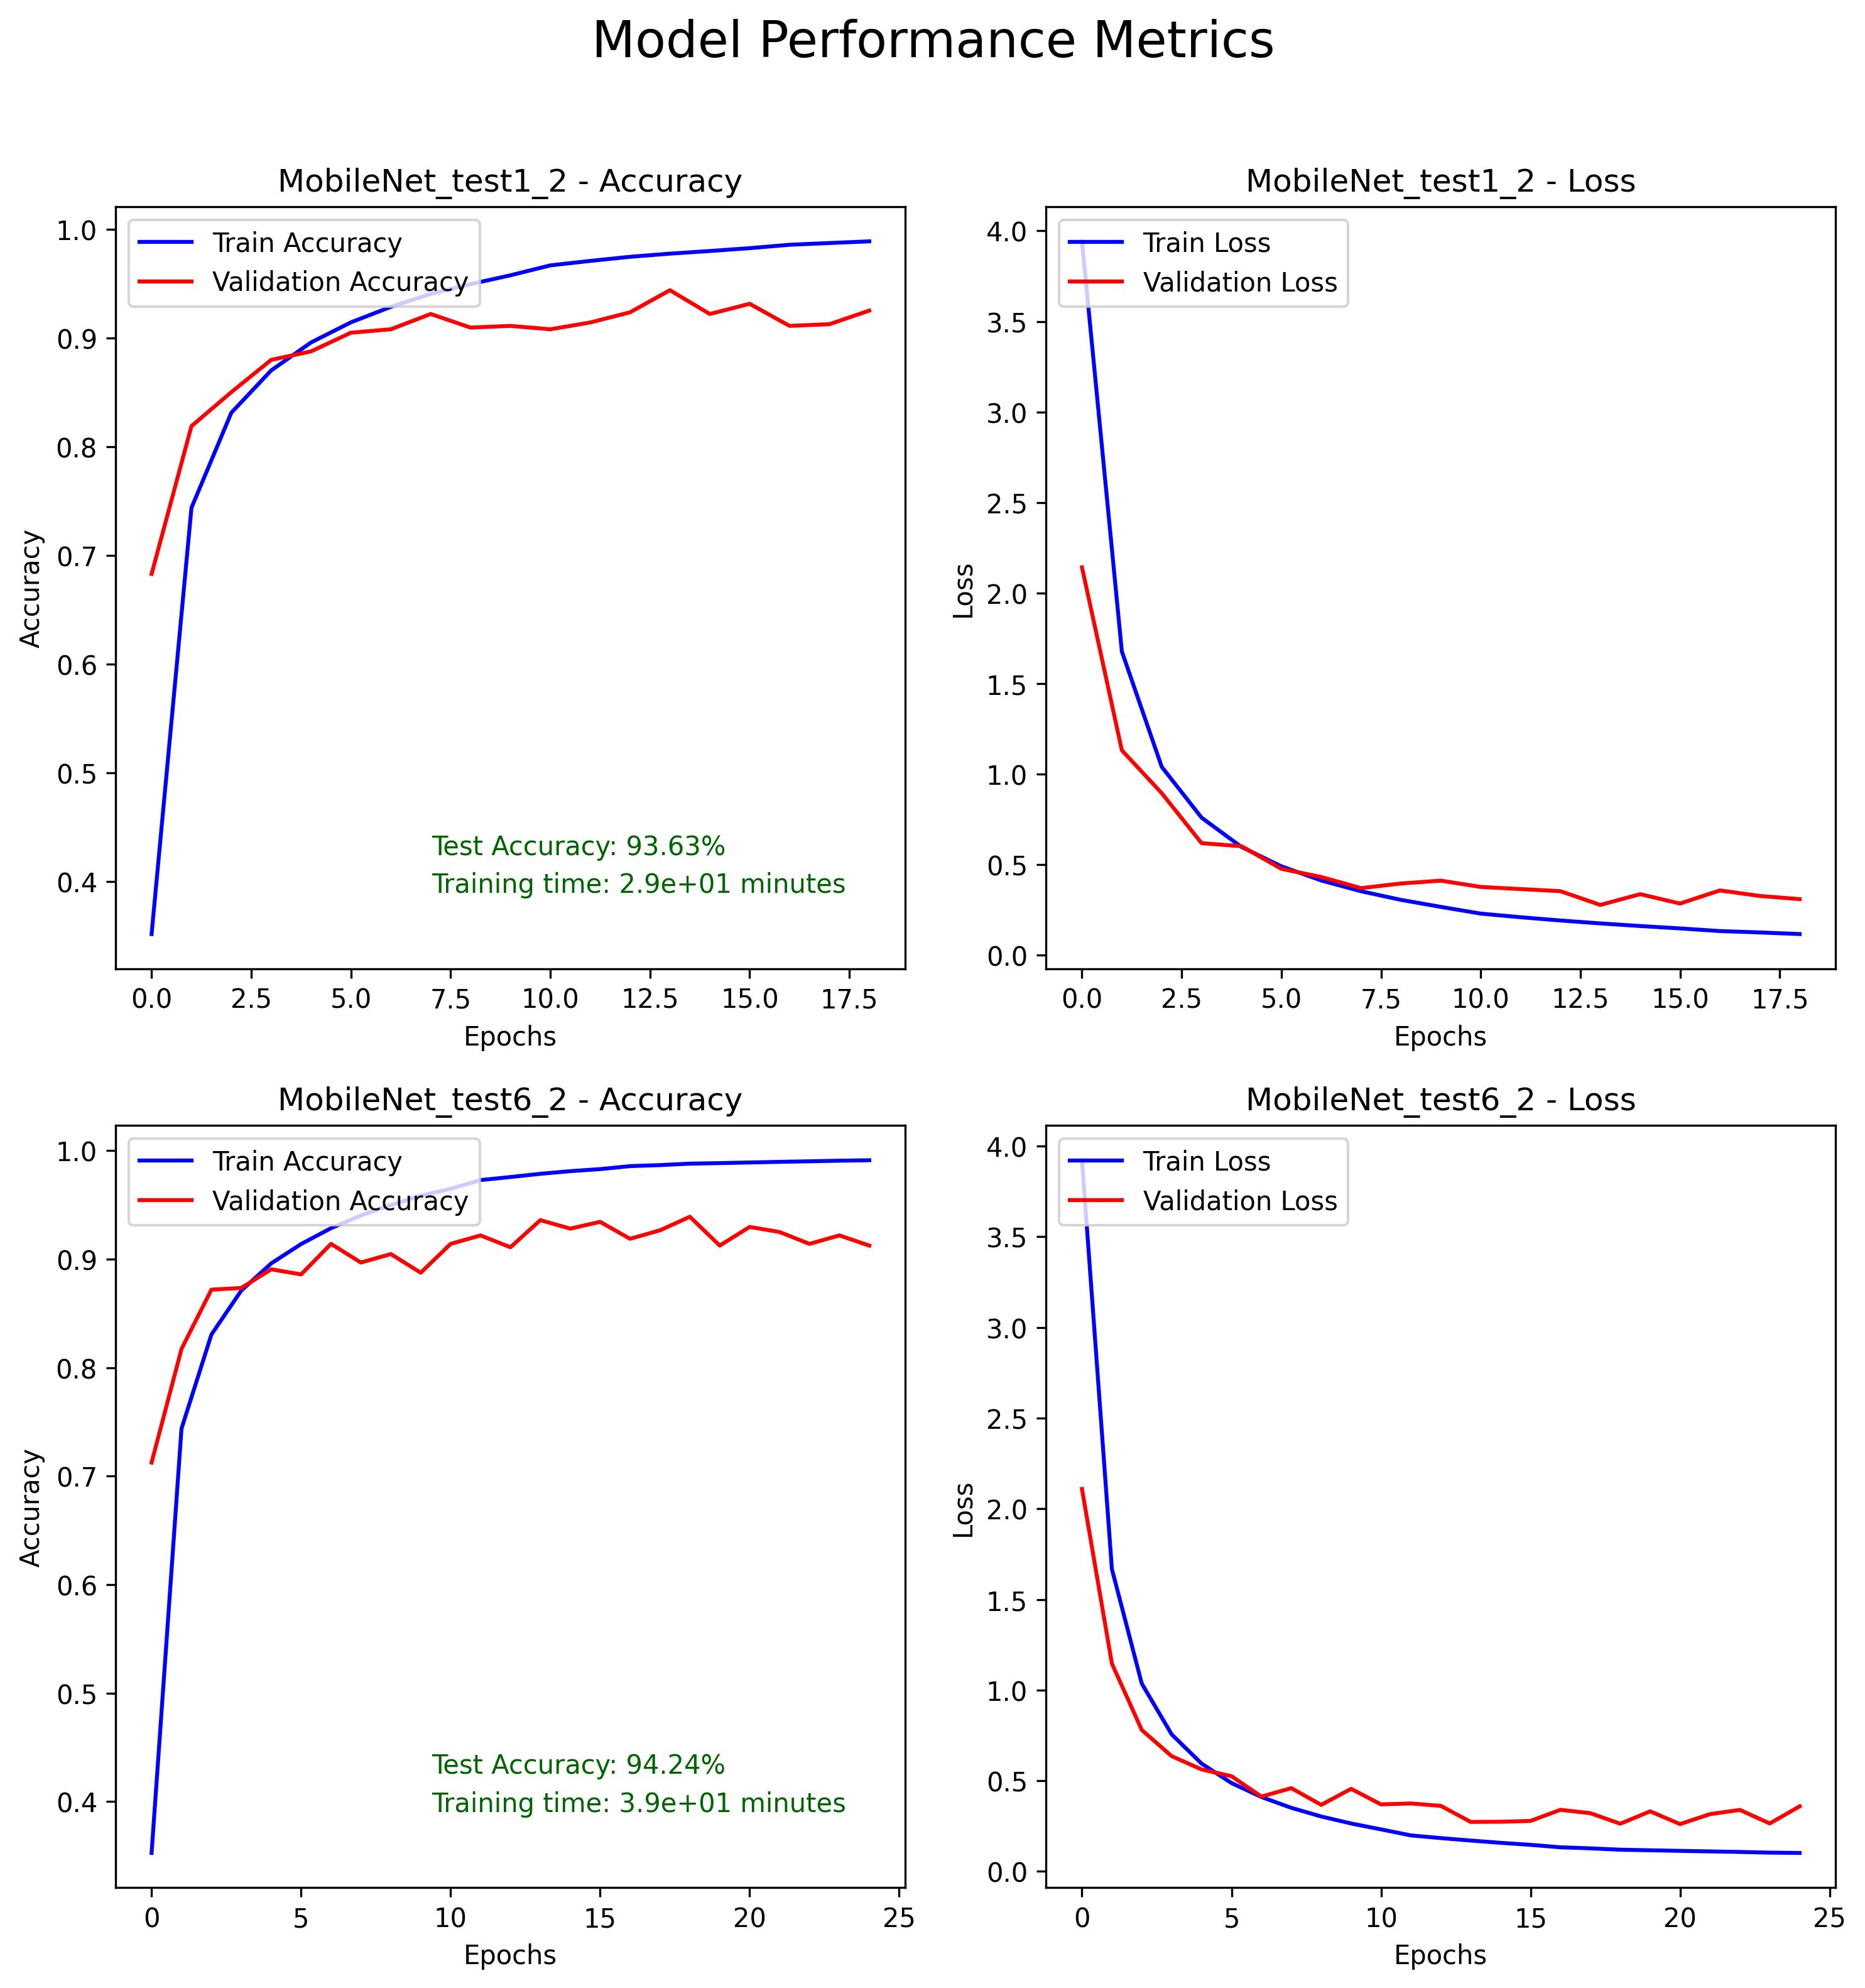 Model Performance Metrics
MobileNet_test1_2 - Accuracy
1.0
0.9
0.8
0.7
0.6
0.5
0.4
Accuracy
Train Accuracy
Validation Accuracy
Test Accuracy: 93.63%
Training time: 2.9e+01 minutes
0.0 2.5 5.0 7.5 10.0 12.5 15.0 17.5
Epochs
MobileNet_test1_2 - Loss
4.0
3.5
3.0
2.5
2.0
1.5
1.0
0.5
0.0
Loss
Train Loss
Validation Loss
0.0 2.5 5.0 7.5 10.0 12.5 15.0 17.5
Epochs
MobileNet_test6_2 - Accuracy
1.0
0.9
0.8
0.7
0.6
0.5
0.4
Accuracy
Train Accuracy
Validation Accuracy
Test Accuracy: 94.24%
Training time: 3.9e+01 minutes
0 5 10 15 20 25
Epochs
MobileNet_test6_2 - Loss
4.0
3.5
3.0
2.5
2.0
1.5
1.0
0.5
0.0
Loss
Train Loss
Validation Loss
0 5 10 15 20 25
Epochs